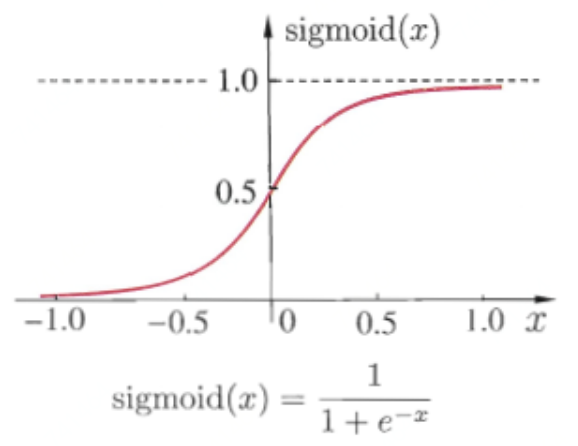 sigmoid(x)
1.0
0.5
−1.0 −0.5 0 0.5 1.0 x
sigmoid(x) = 1 / (1 + e^{−x})